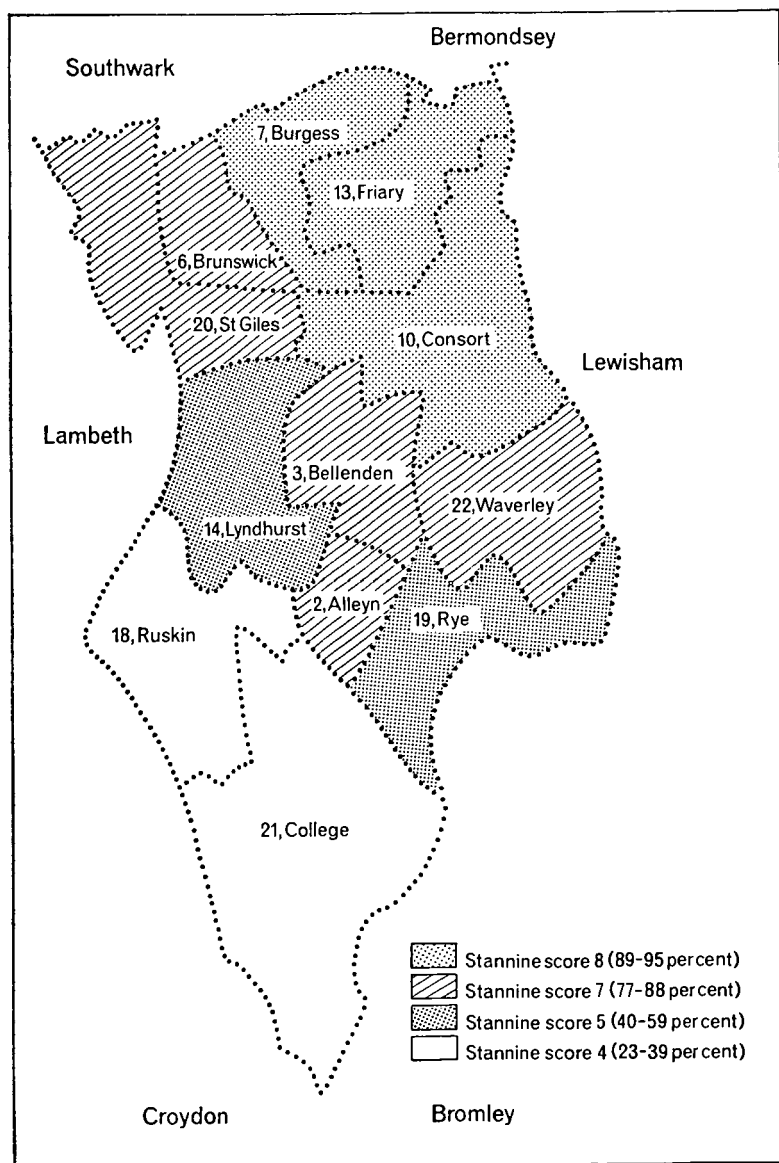 Bermondsey
Southwark
7, Burgess
13, Friary
6, Brunswick
20, St Giles
10, Consort
Lewisham
Lambeth
3, Bellenden
22, Waverley
14, Lyndhurst
2, Alleyn
19, Rye
18, Ruskin
21, College
Stannine score 8 (89-95 percent)
Stannine score 7 (77-88 percent)
Stannine score 5 (40-59 percent)
Stannine score 4 (23-39 percent)
Croydon
Bromley